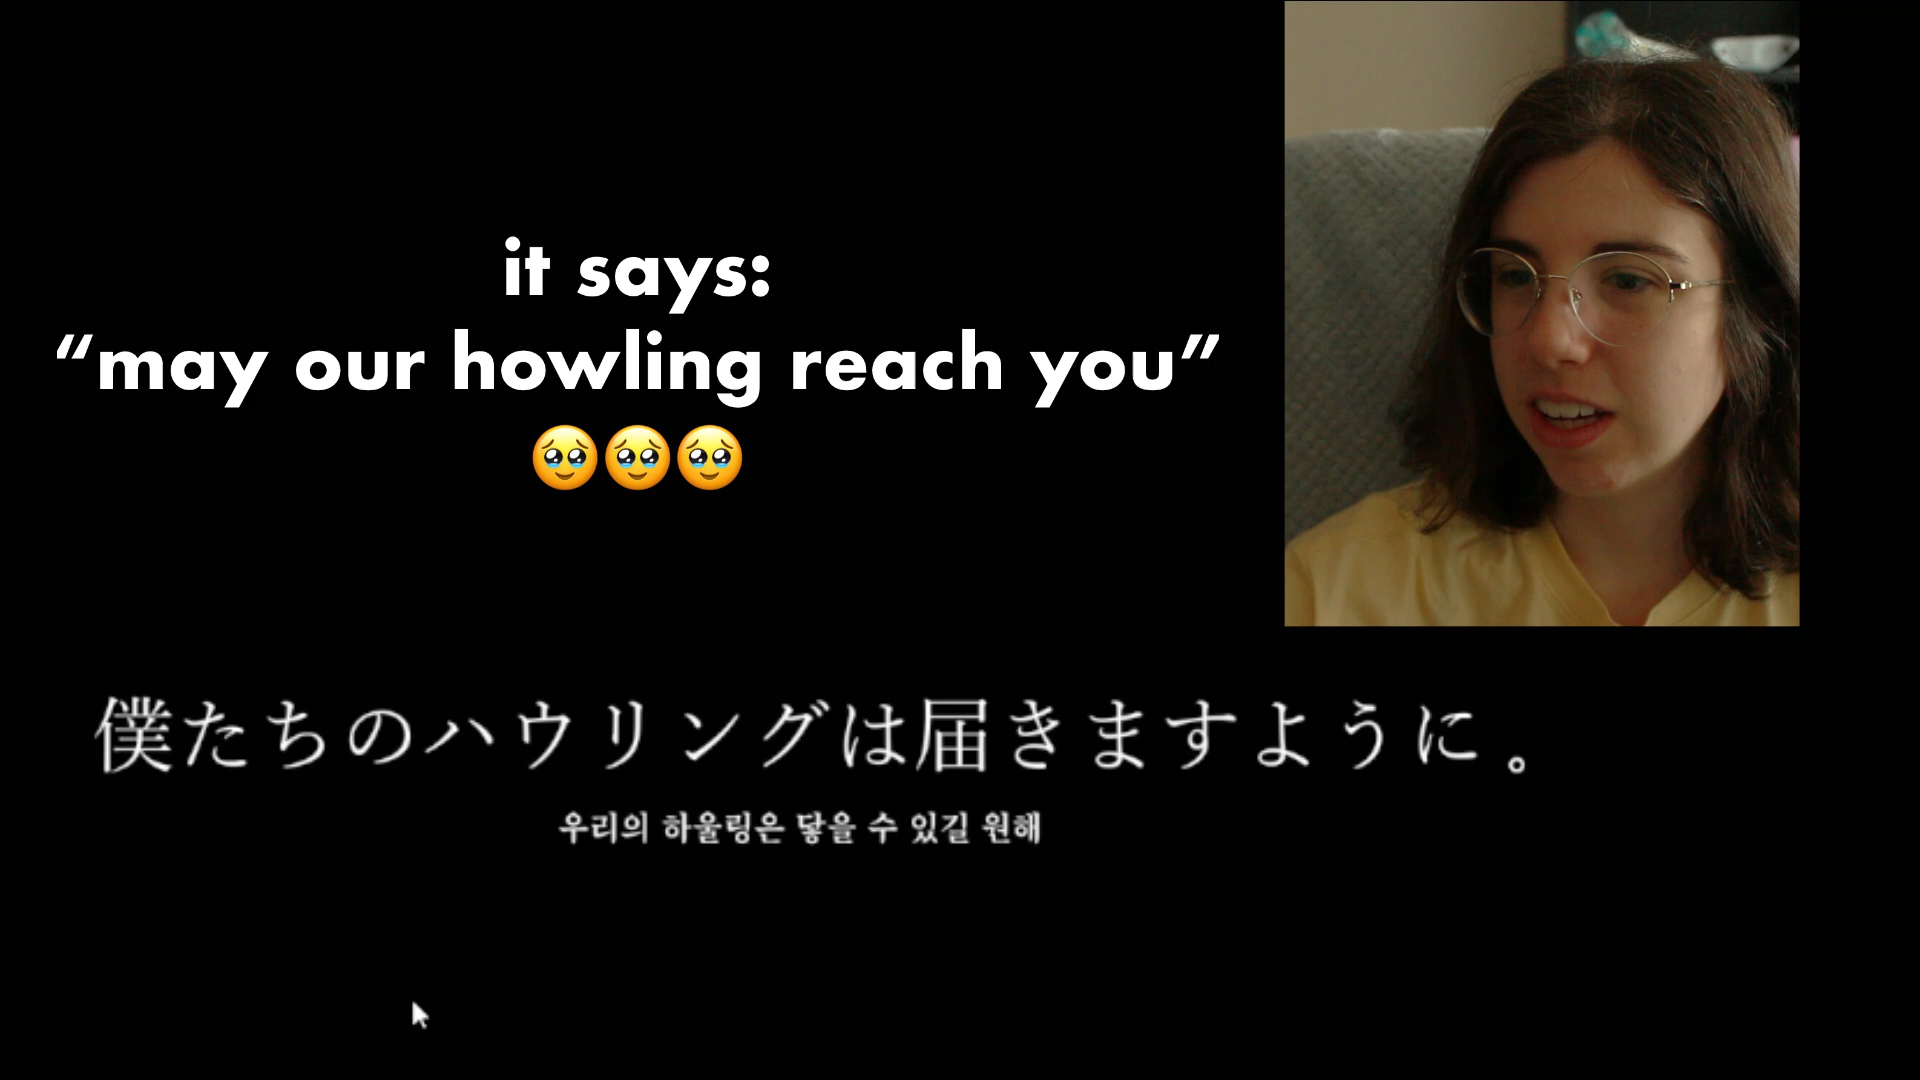 it says:
“may our howling reach you”
🥹🥹🥹
僕たちのハウリングは届きますように。
우리의 하울링은 닿을 수 있길 원해